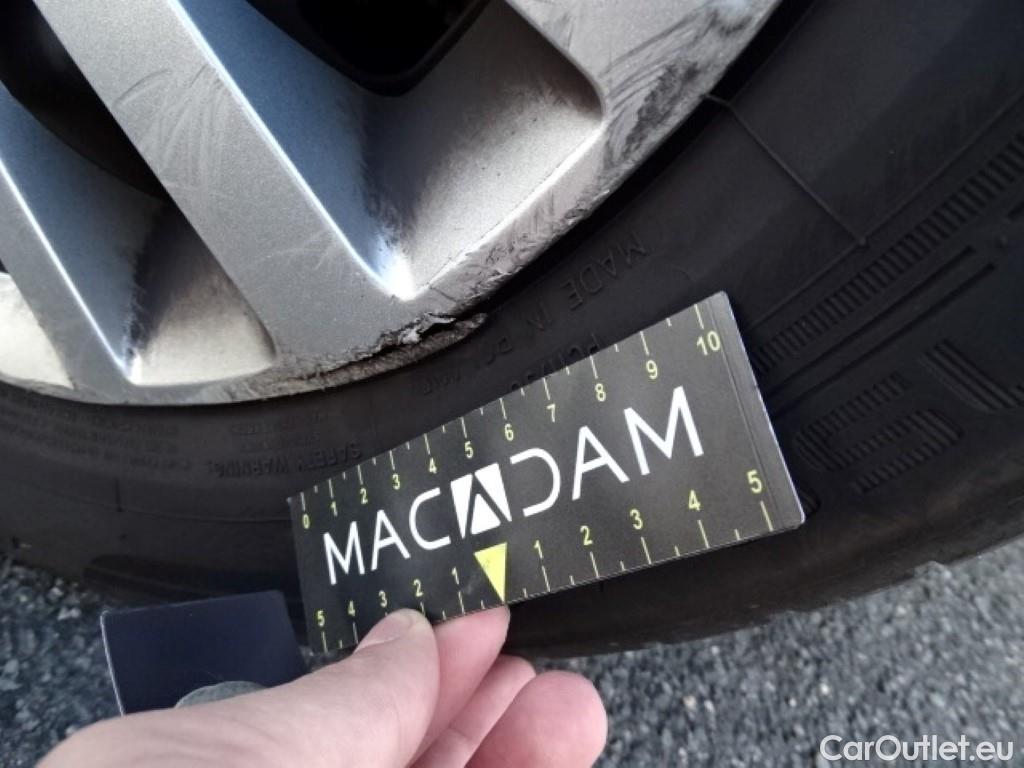 MADE IN
SAFETY WARNING
0 1 2 3 4 5 6 7 8 9 10
MACADAM
5 4 3 2 1 1 2 3 4 5
CarOutlet.eu